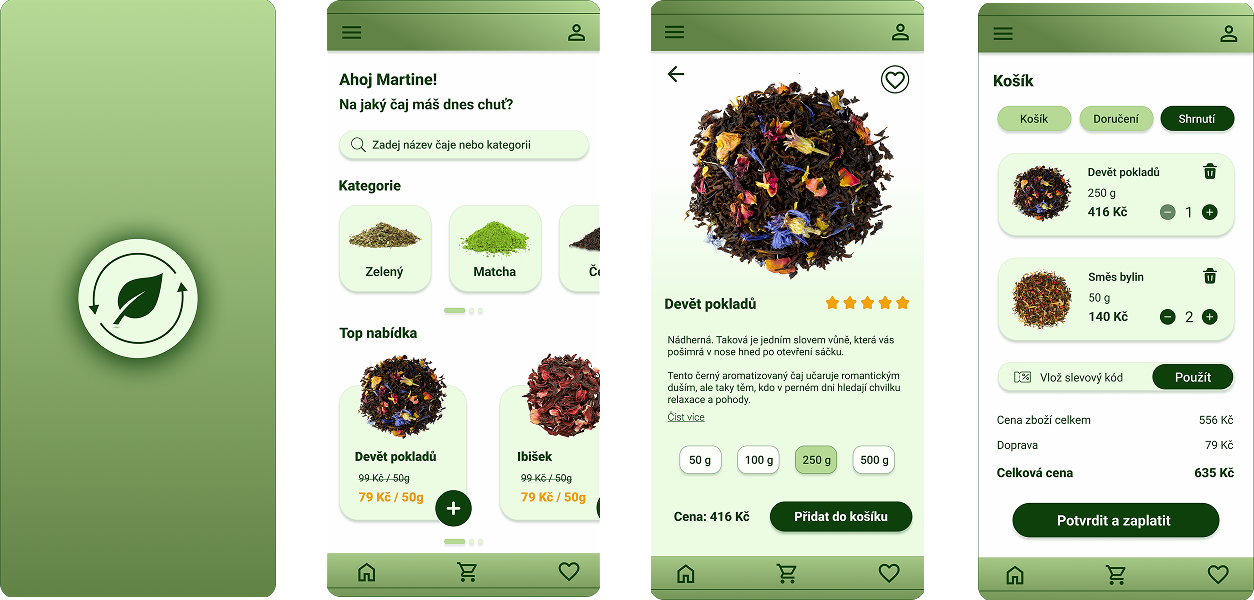 Ahoj Martine!
Na jaký čaj máš dnes chuť?
Zadej název čaje nebo kategorii
Kategorie
Zelený
Matcha
Če
Top nabídka
Devět pokladů
99 Kč / 50g
79 Kč / 50g
+
Ibišek
99 Kč / 50g
79 Kč / 50g
Devět pokladů
Nádherná. Taková je jedním slovem vůně, která vás
pošimrá v nose hned po otevření sáčku.
Tento černý aromatizovaný čaj učaruje romantickým
duším, ale taky těm, kdo v perném dni hledají chvilku
relaxace a pohody.
Číst více
50 g
100 g
250 g
500 g
Cena: 416 Kč
Přidat do košíku
Košík
Košík
Doručení
Shrnutí
Devět pokladů
250 g
416 Kč
1
Směs bylin
50 g
140 Kč
2
Vlož slevový kód
Použít
Cena zboží celkem
556 Kč
Doprava
79 Kč
Celková cena
635 Kč
Potvrdit a zaplatit